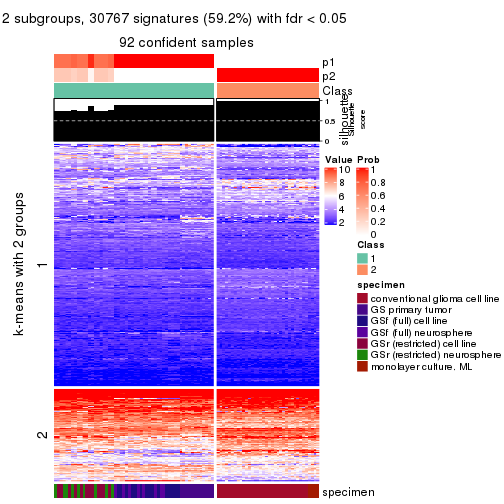 2 subgroups, 30767 signatures (59.2%) with fdr < 0.05
92 confident samples
p1
p2
Class
silhouette
Silhouette
score
1
0.5
0
k-means with 2 groups
1
2
Value
10
8
6
4
2
Prob
1
0.8
0.6
0.4
0.2
0
Class
1
2
specimen
conventional glioma cell line
GS primary tumor
GSf (full) cell line
GSf (full) neurosphere
GSr (restricted) cell line
GSr (restricted) neurosphere
monolayer culture. ML
specimen